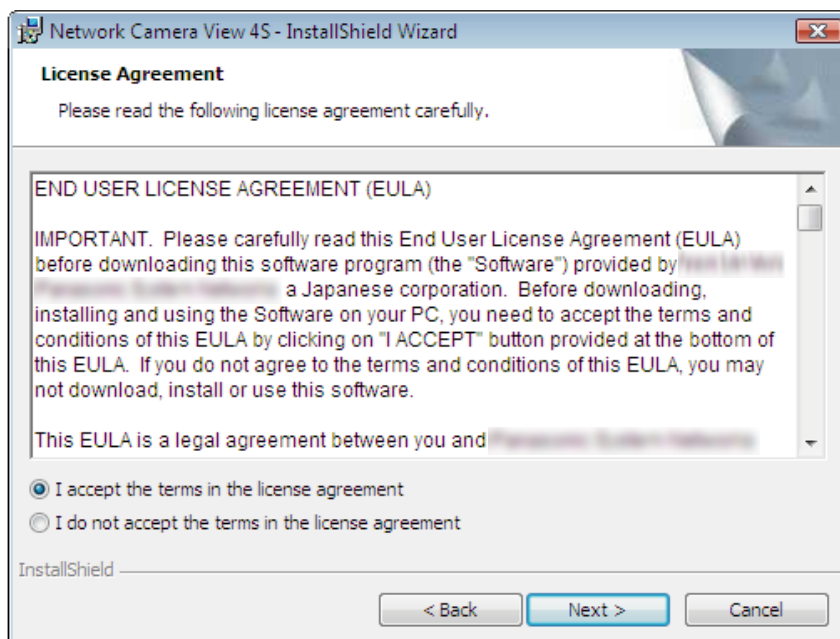 Network Camera View 4S - InstallShield Wizard
License Agreement
Please read the following license agreement carefully.
END USER LICENSE AGREEMENT (EULA)
IMPORTANT.  Please carefully read this End User License Agreement (EULA)
before downloading this software program (the "Software") provided by
a Japanese corporation.  Before downloading,
installing and using the Software on your PC, you need to accept the terms and
conditions of this EULA by clicking on "I ACCEPT" button provided at the bottom of
this EULA.  If you do not agree to the terms and conditions of this EULA, you may
not download, install or use this software.
This EULA is a legal agreement between you and
I accept the terms in the license agreement
I do not accept the terms in the license agreement
InstallShield
< Back
Next >
Cancel